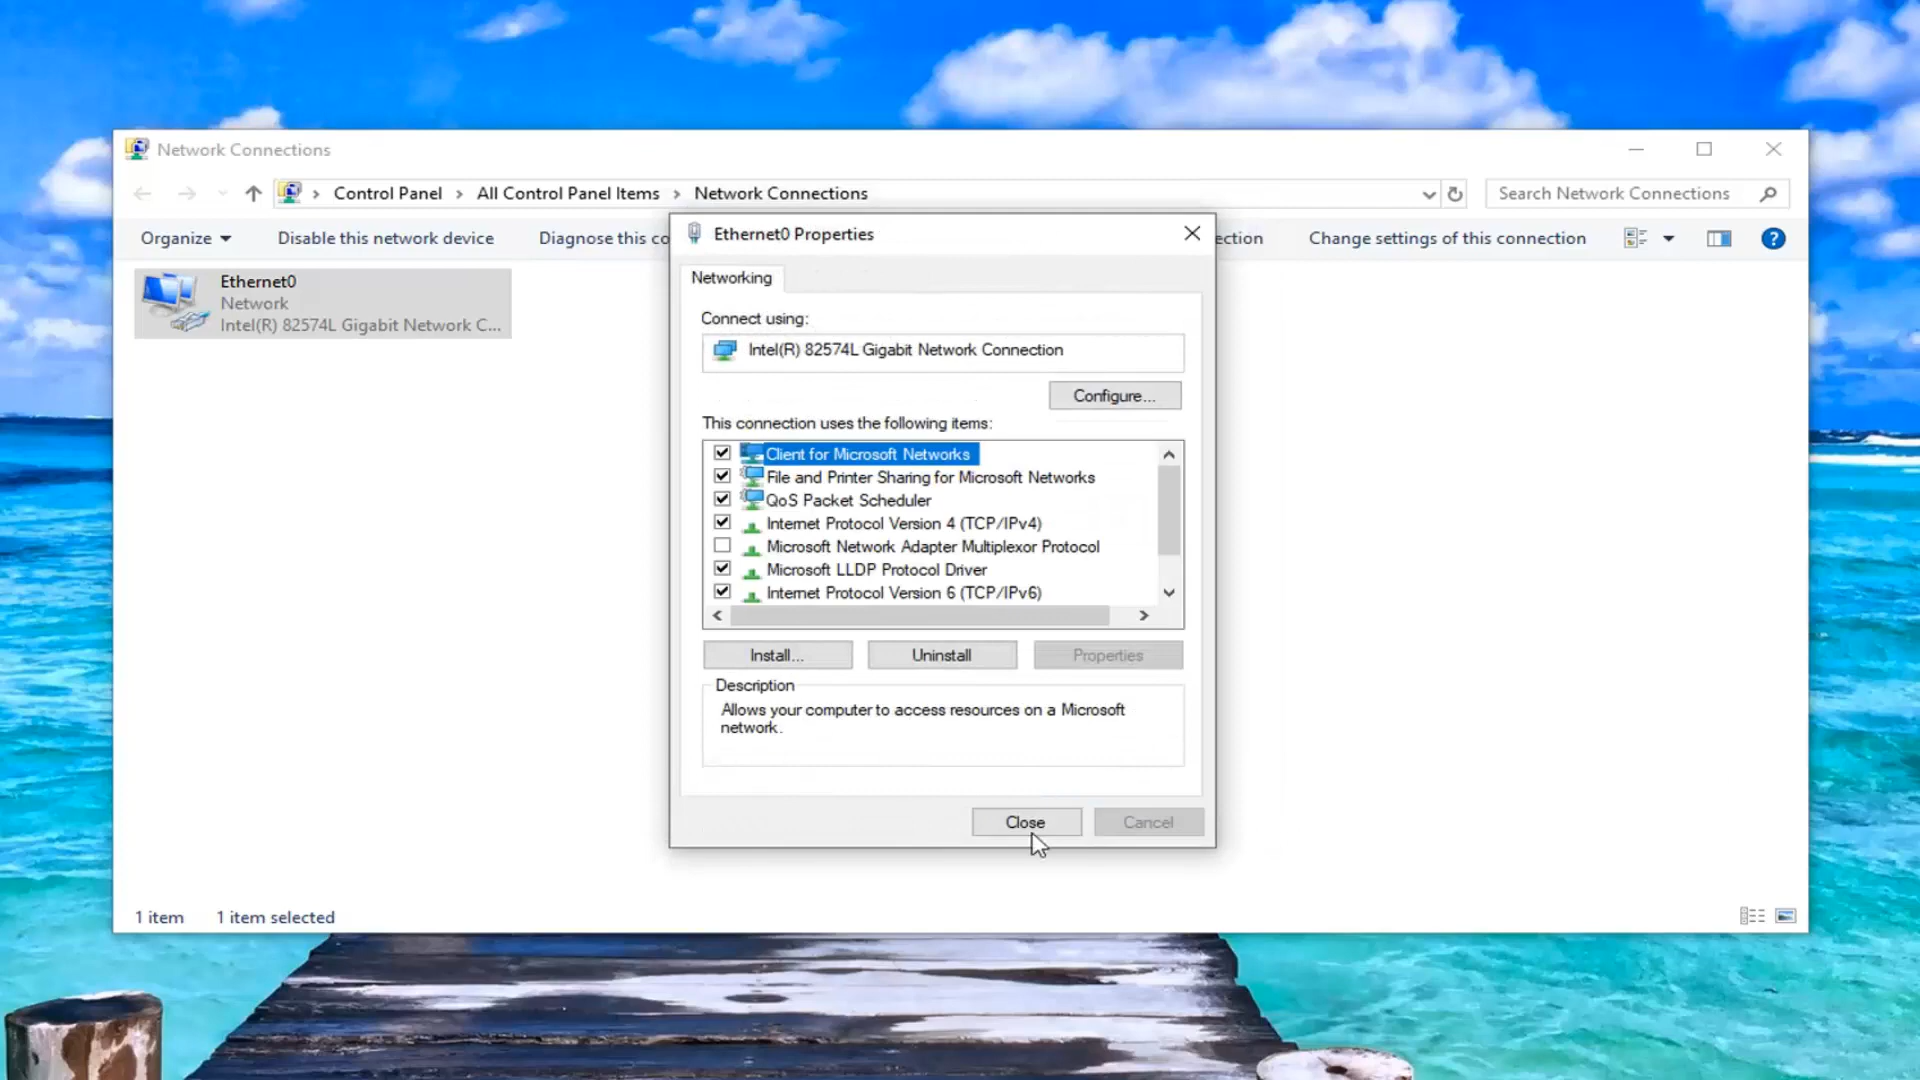 Network Connections
Control Panel > All Control Panel Items > Network Connections
Search Network Connections
Organize
Disable this network device
Diagnose this co
ction
Change settings of this connection
Ethernet0
Network
Intel(R) 82574L Gigabit Network C...
Ethernet0 Properties
Networking
Connect using:
Intel(R) 82574L Gigabit Network Connection
Configure...
This connection uses the following items:
Client for Microsoft Networks
File and Printer Sharing for Microsoft Networks
QoS Packet Scheduler
Internet Protocol Version 4 (TCP/IPv4)
Microsoft Network Adapter Multiplexor Protocol
Microsoft LLDP Protocol Driver
Internet Protocol Version 6 (TCP/IPv6)
Install...
Uninstall
Properties
Description
Allows your computer to access resources on a Microsoft
network.
Close
Cancel
1 item
1 item selected